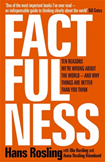 "One of the most important books I've ever read – an
indispensable guide to thinking clearly about the world." Bill Gates
FACT
FUL
NESS
TEN REASONS
WE'RE WRONG ABOUT
THE WORLD – AND WHY
THINGS ARE BETTER
THAN YOU THINK
Hans Rosling
with Ola Rosling and
Anna Rosling Rönnlund